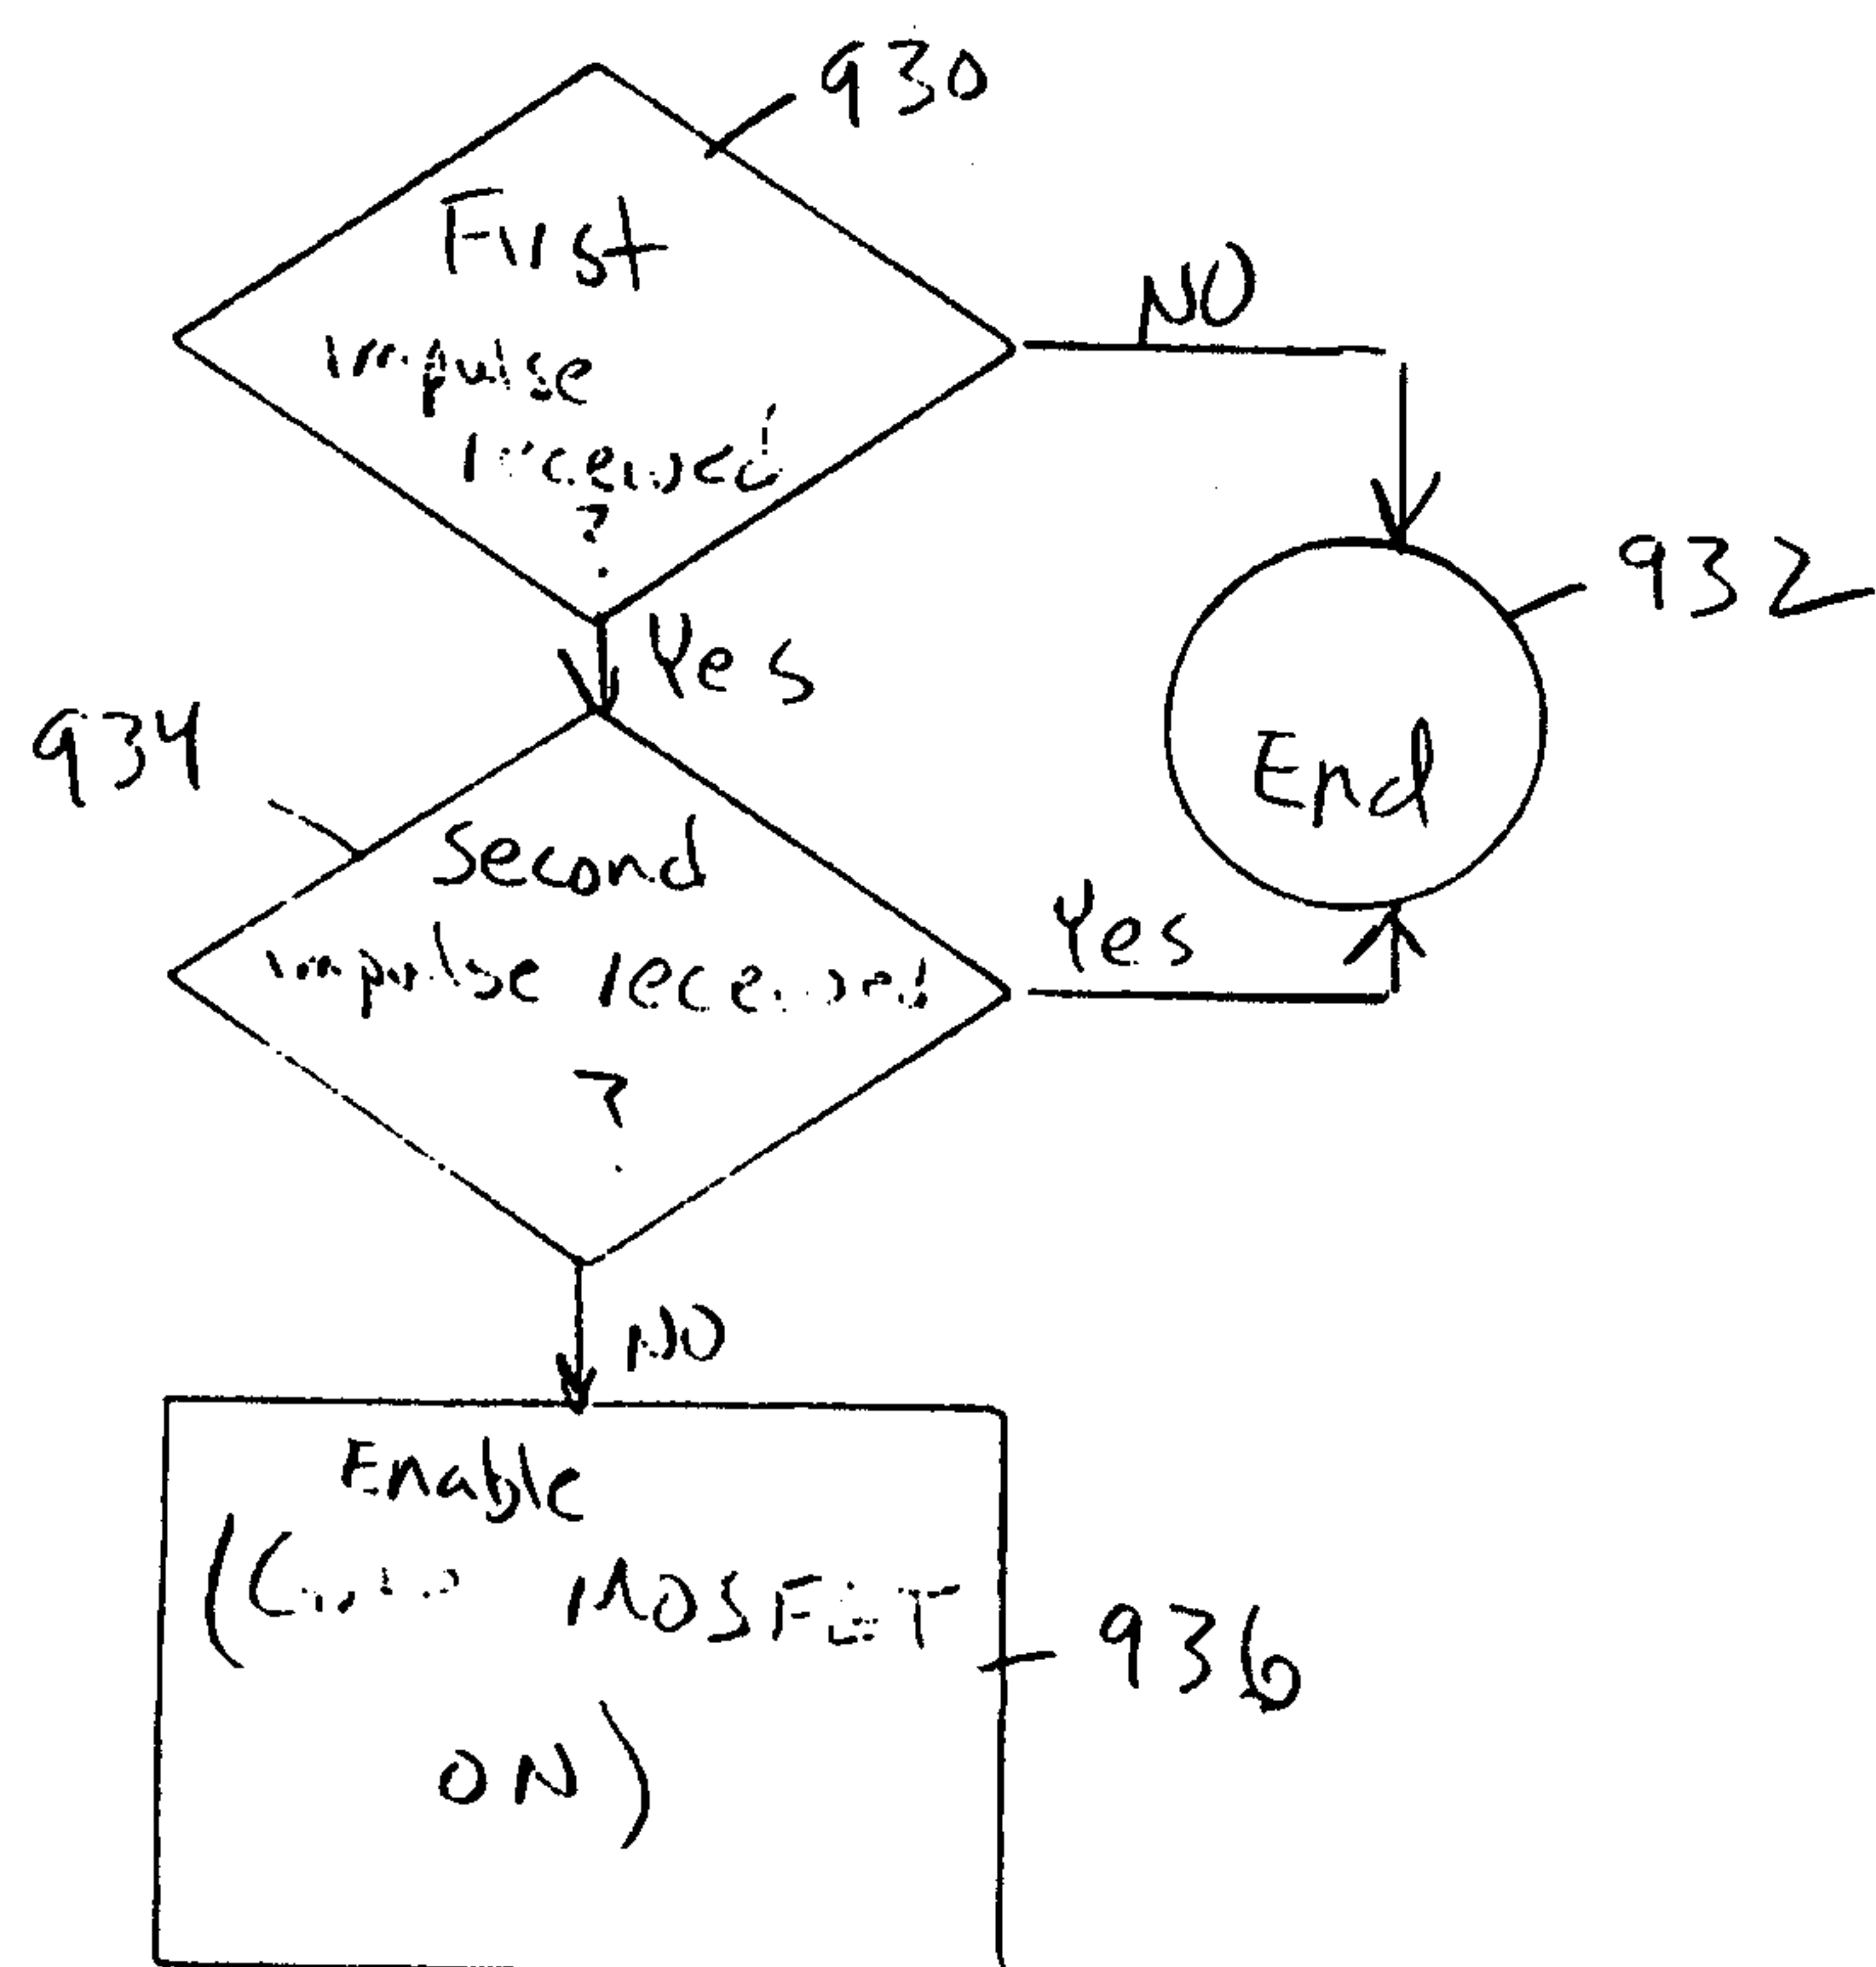 930
First
impulse
received
?
NO
932
End
Yes
934
Second
impulse received
?
Yes
NO
Enable
( MOSFET
ON)
936